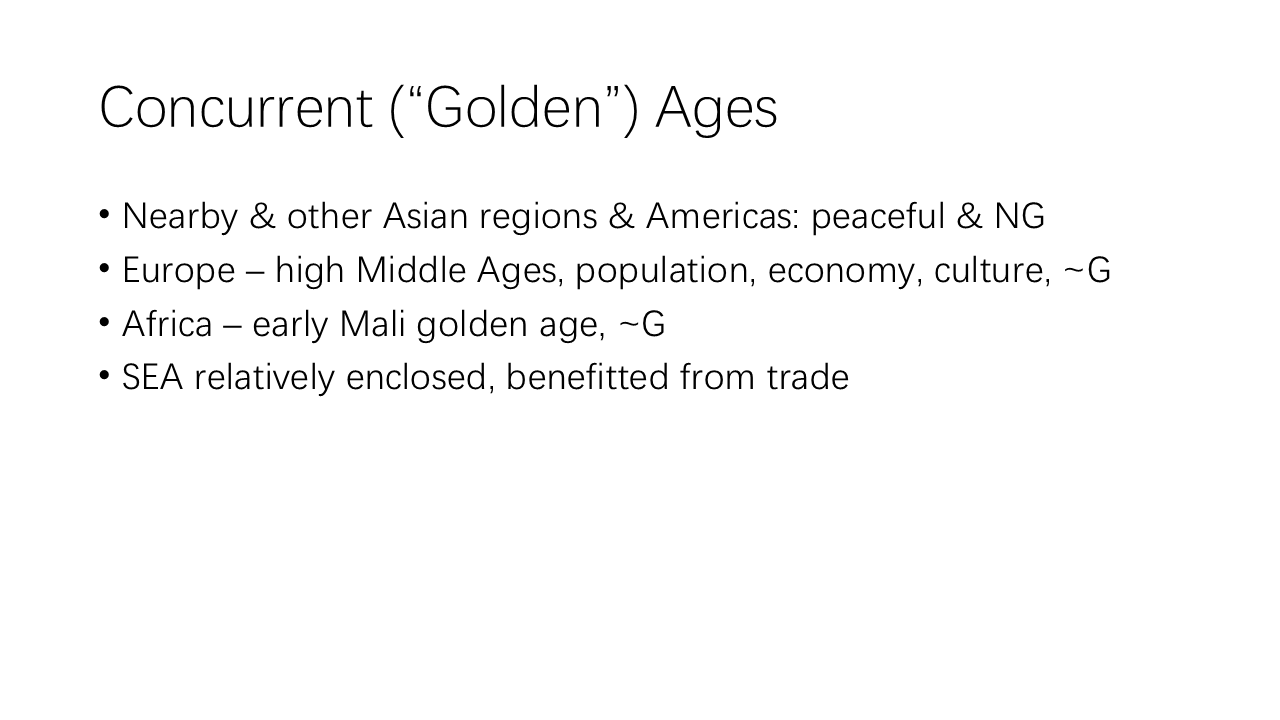 Concurrent (“Golden”) Ages
• Nearby & other Asian regions & Americas: peaceful & NG
• Europe – high Middle Ages, population, economy, culture, ~G
• Africa – early Mali golden age, ~G
• SEA relatively enclosed, benefitted from trade